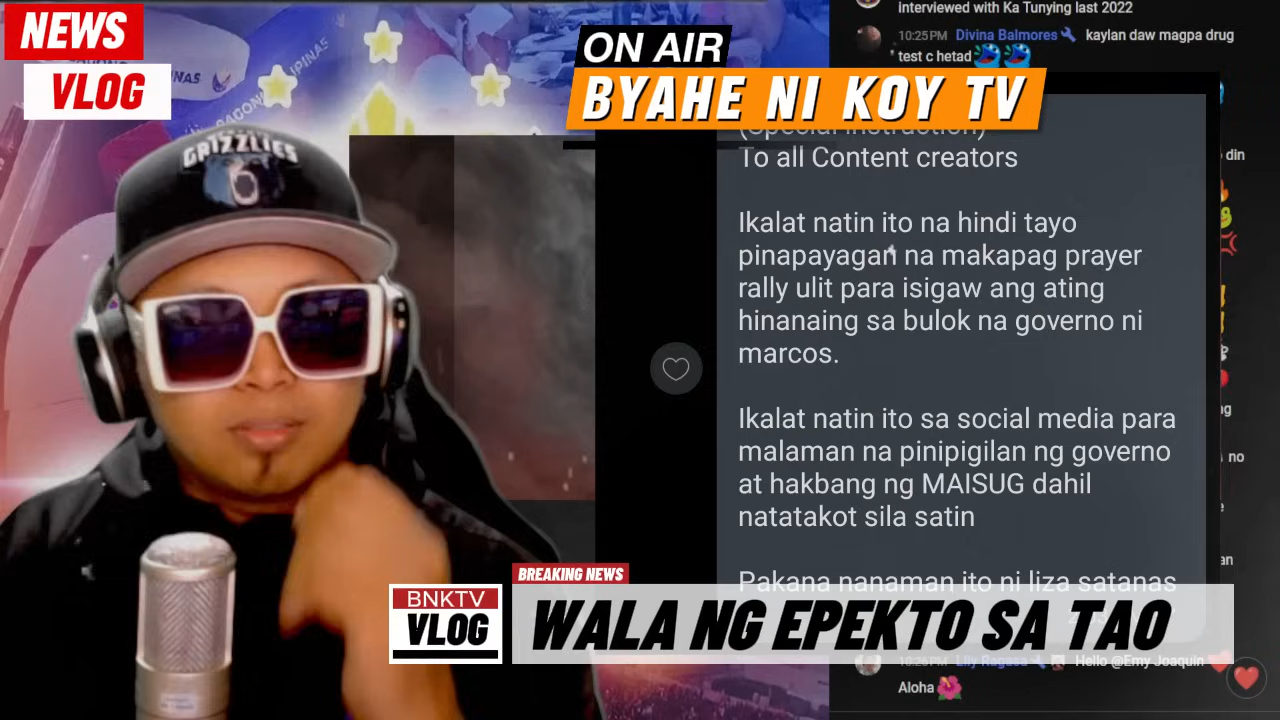 NEWS
VLOG
GRIZZLIES
ON AIR
BYAHE NI KOY TV
interviewed with Ka Tunying last 2022
10:25PM Divina Balmores kaylan daw magpa drug
test c hetad
din
(Special Instruction)
To all Content creators
Ikalat natin ito na hindi tayo
pinapayagan na makapag prayer
rally ulit para isigaw ang ating
hinanaing sa bulok na governo ni
marcos.
Ikalat natin ito sa social media para
malaman na pinipigilan ng governo
at hakbang ng MAISUG dahil
natatakot sila satin
Pakana nanaman ito ni liza satanas
no
BREAKING NEWS
BNKTV
VLOG
WALA NG EPEKTO SA TAO
Hello @Emy Joaquin
Aloha